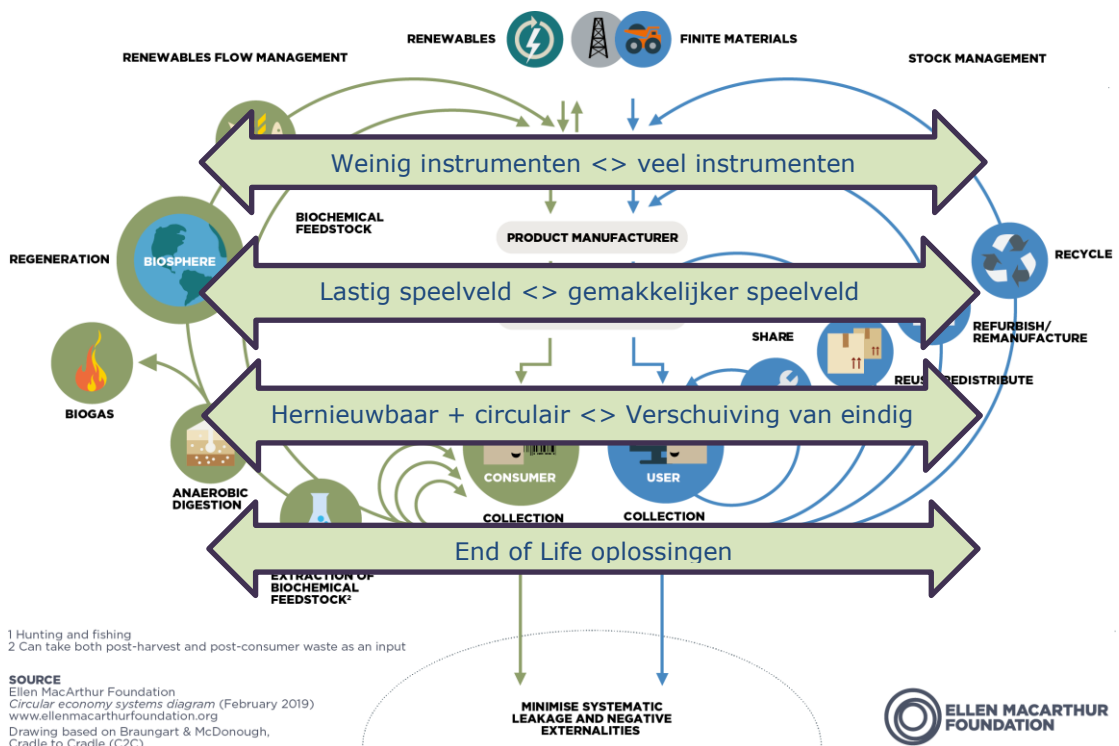 RENEWABLES
FINITE MATERIALS
RENEWABLES FLOW MANAGEMENT
STOCK MANAGEMENT
Weinig instrumenten <> veel instrumenten
BIOCHEMICAL
FEEDSTOCK
PRODUCT MANUFACTURER
REGENERATION
BIOSPHERE
RECYCLE
Lastig speelveld <> gemakkelijker speelveld
SHARE
REFURBISH/
REMANUFACTURE
BIOGAS
Hernieuwbaar + circulair <> Verschuiving van eindig
CONSUMER
USER
ANAEROBIC
DIGESTION
COLLECTION
COLLECTION
End of Life oplossingen
EXTRACTION OF
BIOCHEMICAL
FEEDSTOCK²
1 Hunting and fishing
2 Can take both post-harvest and post-consumer waste as an input
SOURCE
Ellen MacArthur Foundation
Circular economy systems diagram (February 2019)
www.ellenmacarthurfoundation.org
Drawing based on Braungart & McDonough,
Cradle to Cradle (C2C)
MINIMISE SYSTEMATIC
LEAKAGE AND NEGATIVE
EXTERNALITIES
ELLEN MACARTHUR
FOUNDATION